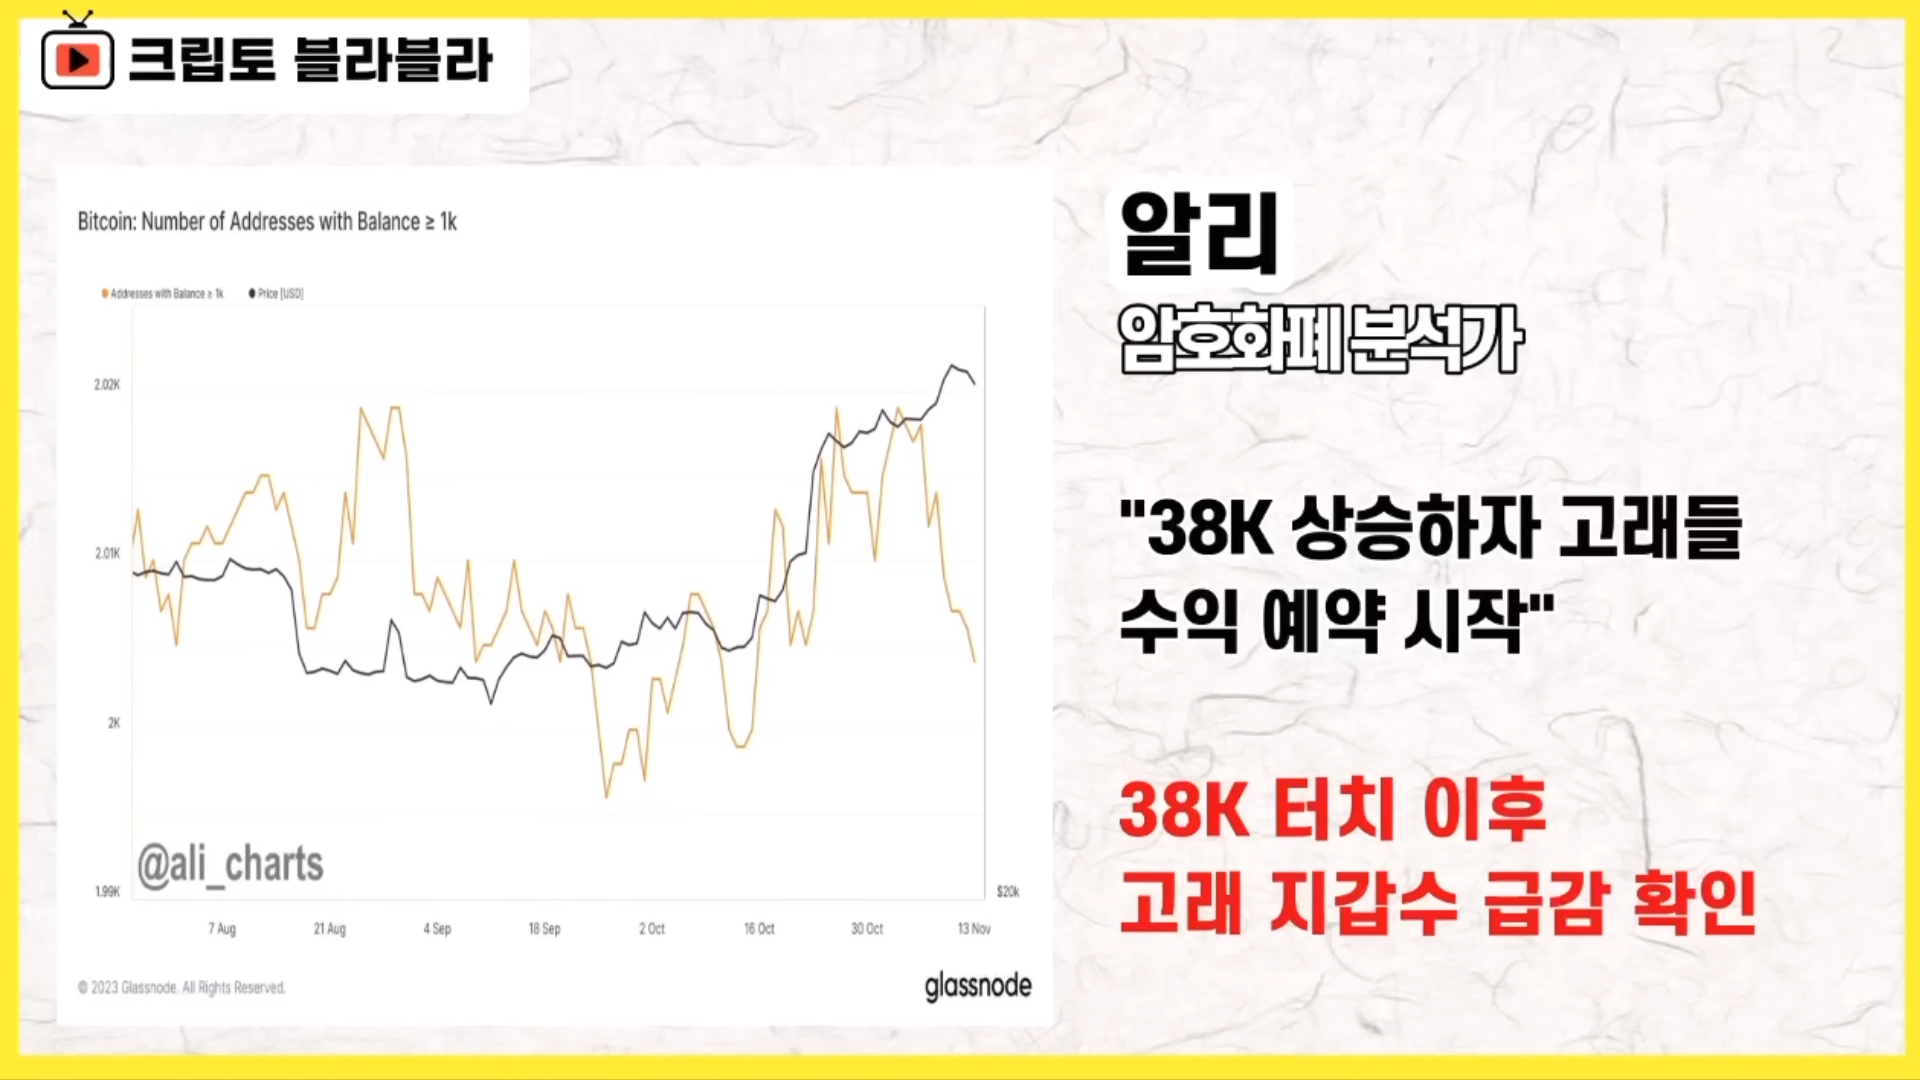 크립토 블라블라
Bitcoin: Number of Addresses with Balance ≥ 1k
Addresses with Balance ≥ 1k Price [USD]
2.02K
2.01K
2K
1.99K
$20k
@ali_charts
7 Aug 21 Aug 4 Sep 18 Sep 2 Oct 16 Oct 30 Oct 13 Nov
© 2023 Glassnode. All Rights Reserved.
glassnode
알리
암호화폐 분석가
"38K 상승하자 고래들
수익 예약 시작"
38K 터치 이후
고래 지갑수 급감 확인